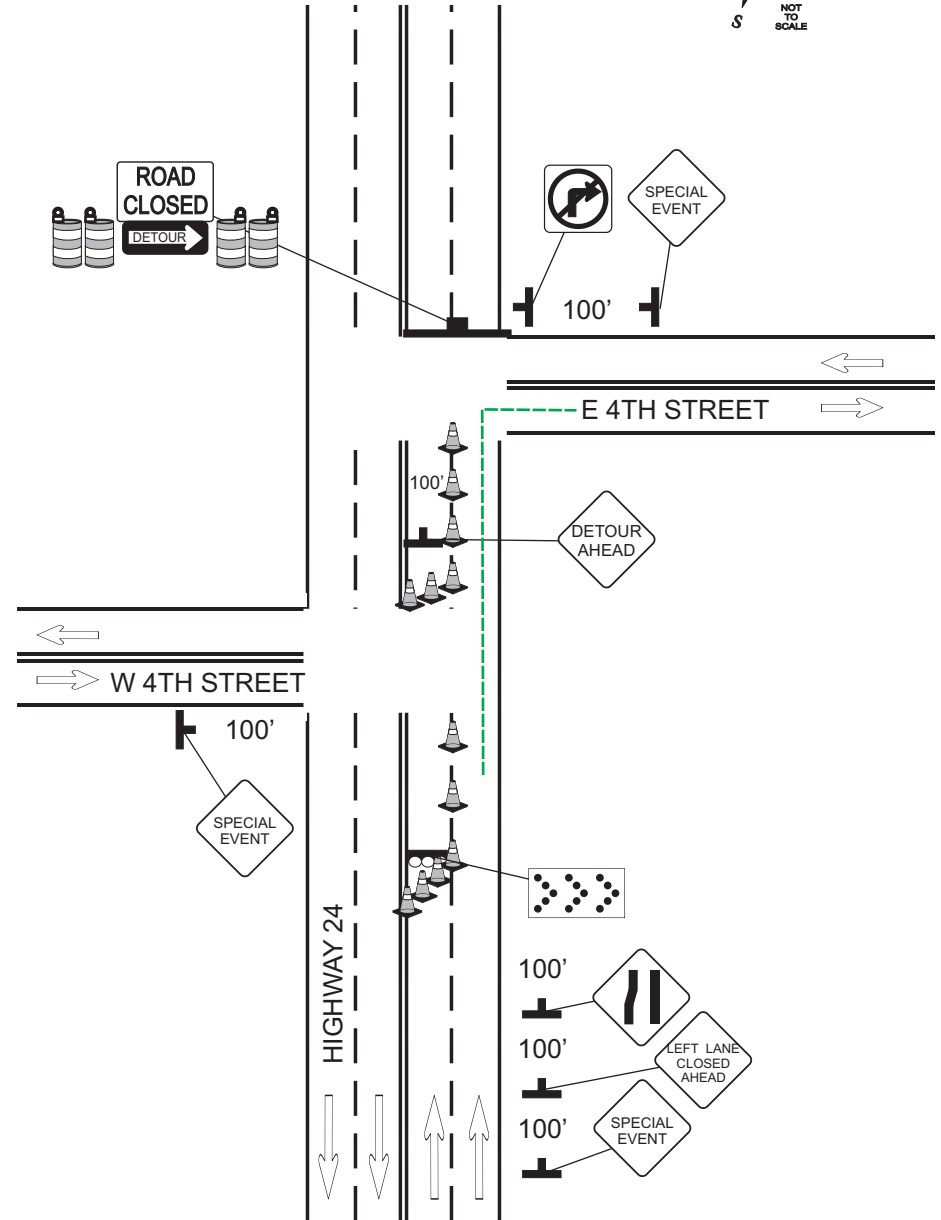 S
NOT
TO
SCALE
ROAD
CLOSED
DETOUR
SPECIAL
EVENT
100’
E 4TH STREET
100’
DETOUR
AHEAD
W 4TH STREET
100’
SPECIAL
EVENT
HIGHWAY 24
100’
100’
LEFT LANE
CLOSED
AHEAD
100’
SPECIAL
EVENT